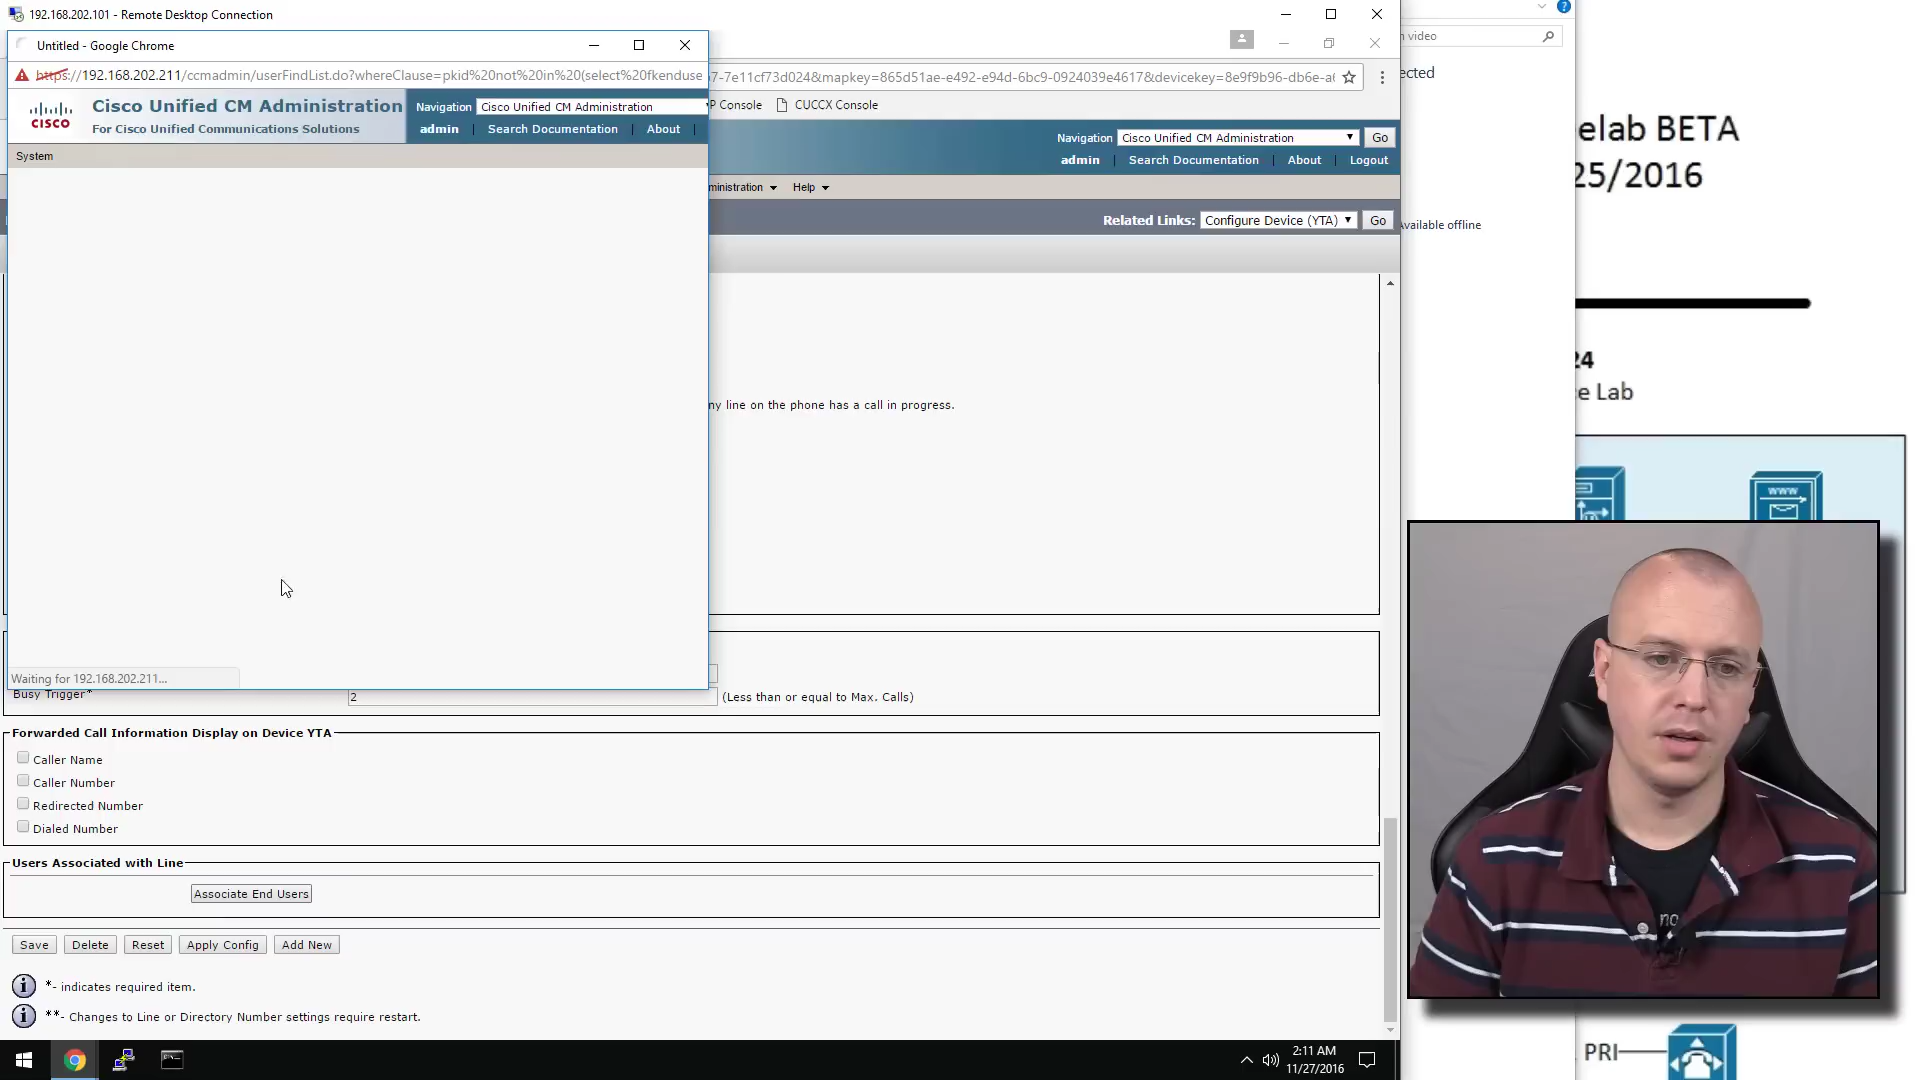 192.168.202.101 - Remote Desktop Connection
Untitled - Google Chrome
https://192.168.202.211/ccmadmin/userFindList.do?whereClause=pkid%20not%20in%20(select%20fkenduse
7-7e11cf73d024&mapkey=865d51ae-e492-e94d-6bc9-0924039e4617&devicekey=8e9f9b96-db6e-a6
P Console
CUCCX Console
CISCO
Cisco Unified CM Administration
For Cisco Unified Communications Solutions
Navigation Cisco Unified CM Administration
admin | Search Documentation | About |
System
Navigation Cisco Unified CM Administration Go
admin | Search Documentation | About | Logout
ministration
Help
Related Links: Configure Device (YTA) Go
ny line on the phone has a call in progress.
Waiting for 192.168.202.211...
Busy Trigger*
2
(Less than or equal to Max. Calls)
Forwarded Call Information Display on Device YTA
Caller Name
Caller Number
Redirected Number
Dialed Number
Users Associated with Line
Associate End Users
Save
Delete
Reset
Apply Config
Add New
i *- indicates required item.
i **- Changes to Line or Directory Number settings require restart.
2:11 AM
11/27/2016
?
h video
ected
Available offline
elab BETA
25/2016
24
e Lab
WWW
no
PRI